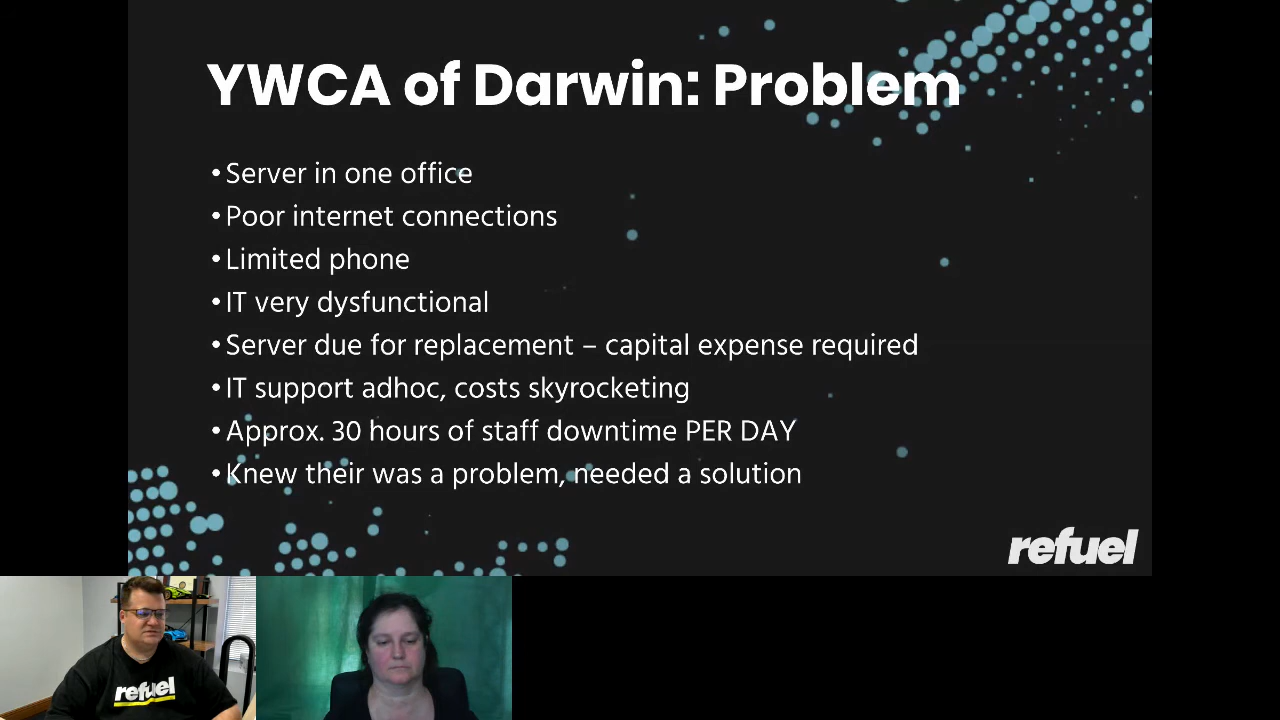 YWCA of Darwin: Problem
• Server in one office
• Poor internet connections
• Limited phone
• IT very dysfunctional
• Server due for replacement – capital expense required
• IT support adhoc, costs skyrocketing
• Approx. 30 hours of staff downtime PER DAY
• Knew their was a problem, needed a solution
refuel
refuel